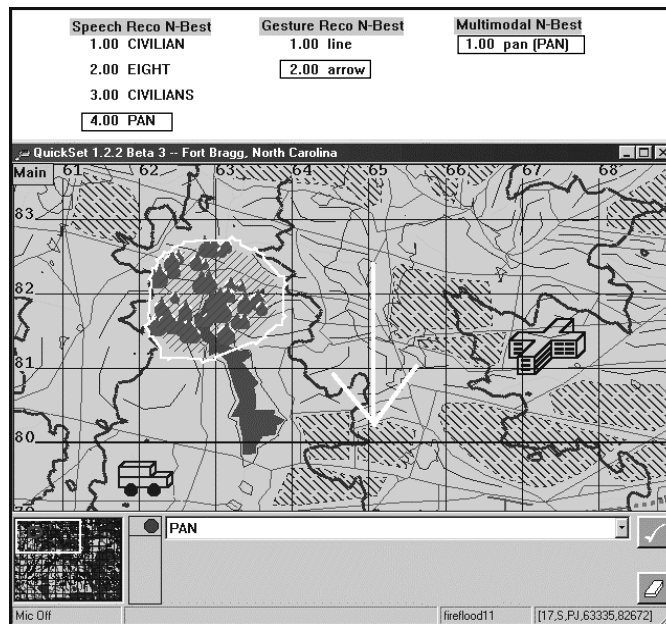 Speech Reco N-Best
1.00 CIVILIAN
2.00 EIGHT
3.00 CIVILIANS
4.00 PAN
Gesture Reco N-Best
1.00 line
2.00 arrow
Multimodal N-Best
1.00 pan (PAN)
QuickSet 1.2.2 Beta 3 -- Fort Bragg, North Carolina
Main 61 62 63 64 65 66 67 68
83
82
81
80
PAN
Mic Off
fireflood11
[17,S,PJ,63335,82672]